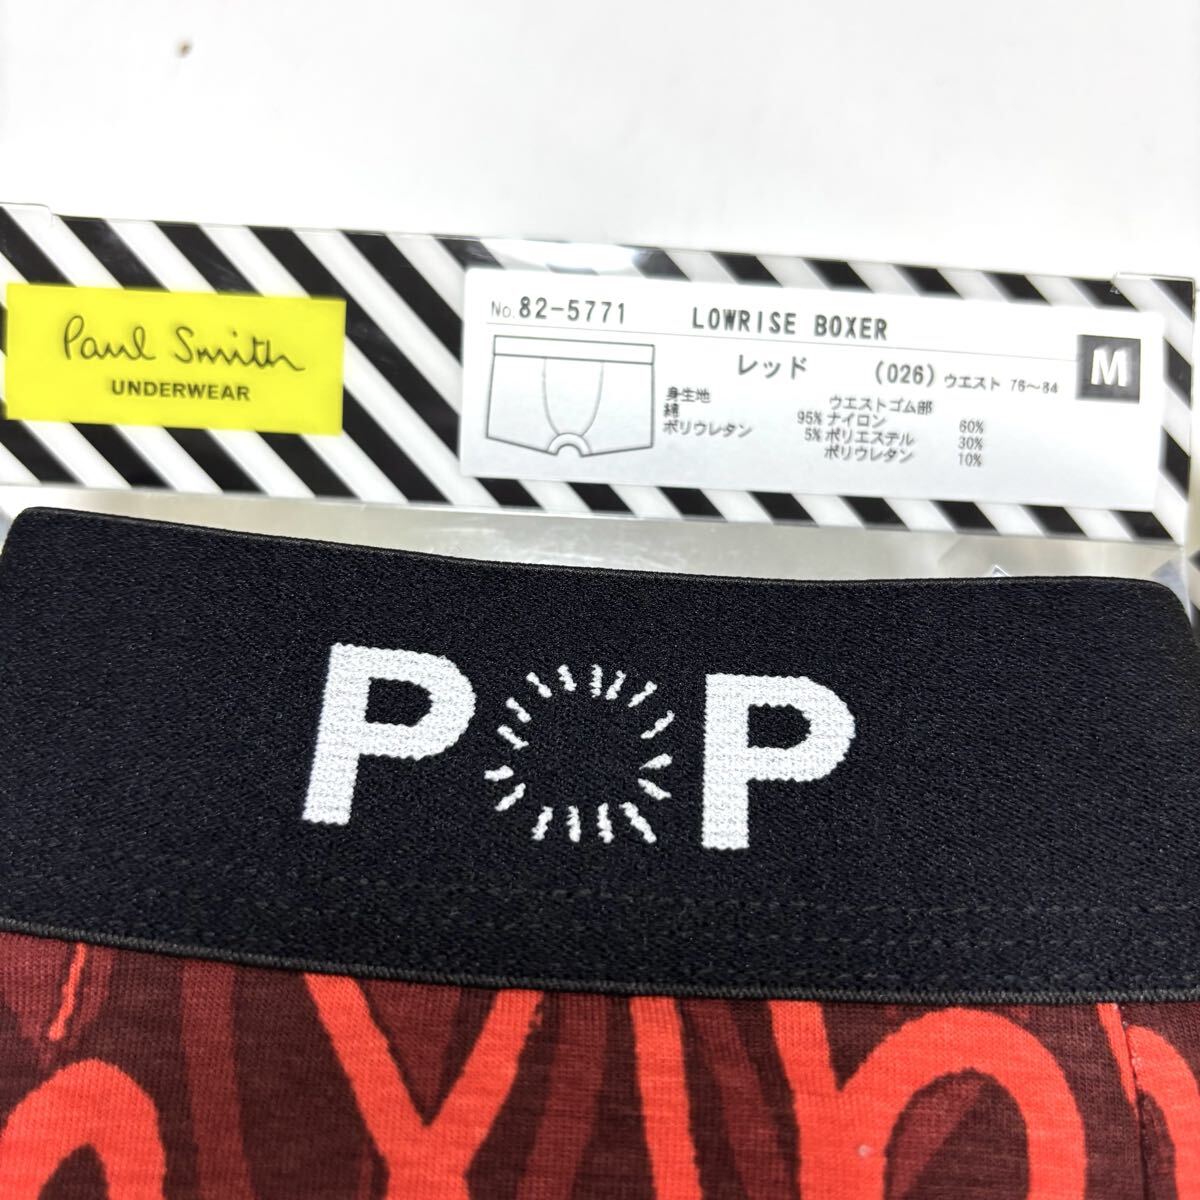 Paul Smith
UNDERWEAR
No. 82-5771 LOWRISE BOXER
レッド (026) ウエスト 76～84 M
身生地 ウエストゴム部
綿 95% ナイロン 60%
ポリウレタン 5% ポリエステル 30%
ポリウレタン 10%
POP